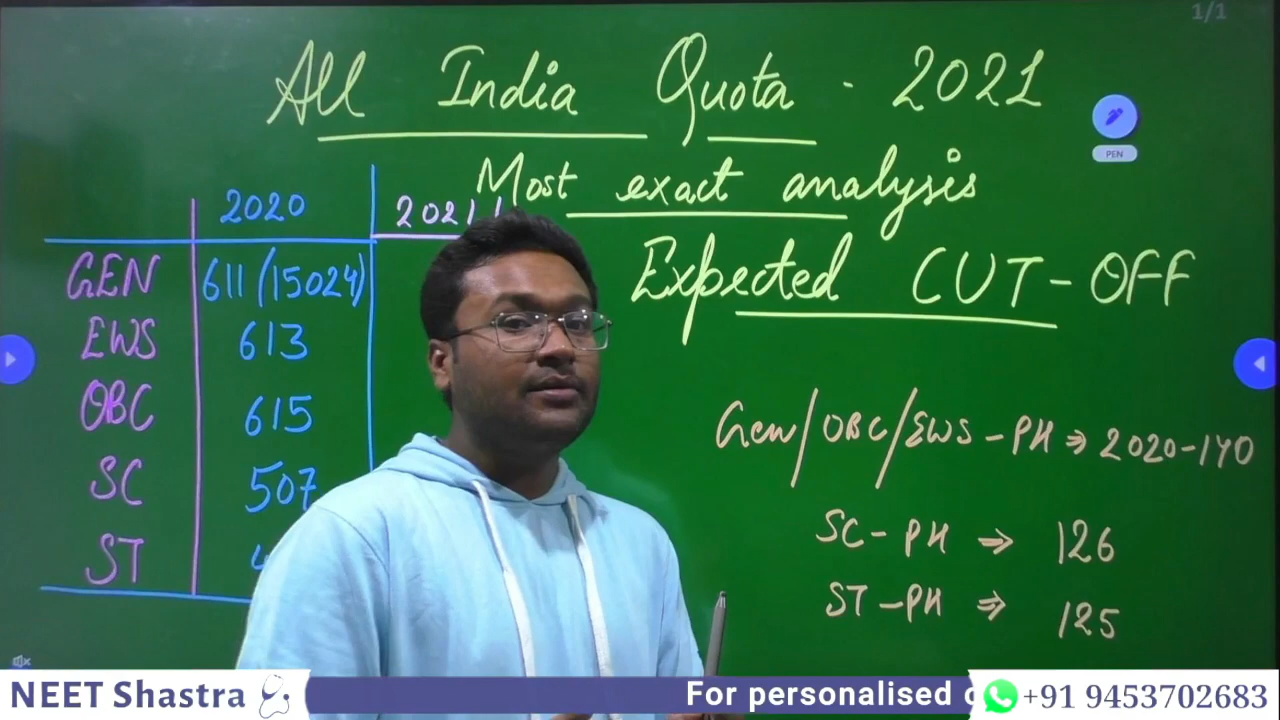 1/1
All India Quota - 2021
PEN
Most exact analysis
Expected CUT-OFF
2020 2021
GEN 611 (15024)
EWS 613
OBC 615
SC 507
ST 4
Gen/OBC/EWS-PH ⇒ 2020-140
SC-PH ⇒ 126
ST-PH ⇒ 125
NEET Shastra
For personalised
+91 9453702683